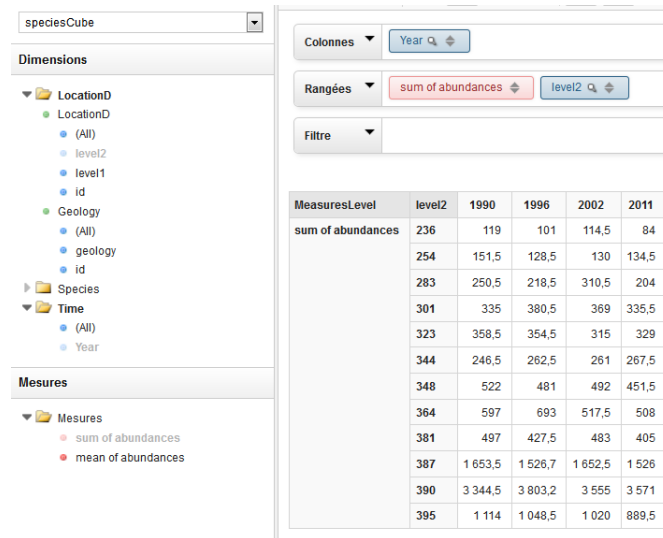 speciesCube
Dimensions
LocationD
LocationD
(All)
level2
level1
id
Geology
(All)
geology
id
Species
Time
(All)
Year
Mesures
Mesures
sum of abundances
mean of abundances
Colonnes Year
Rangées sum of abundances level2
Filtre
MeasuresLevel level2 1990 1996 2002 2011
sum of abundances 236 119 101 114,5 84
254 151,5 128,5 130 134,5
283 250,5 218,5 310,5 204
301 335 380,5 369 335,5
323 358,5 354,5 315 329
344 246,5 262,5 261 267,5
348 522 481 492 451,5
364 597 693 517,5 508
381 497 427,5 483 405
387 1 653,5 1 526,7 1 652,5 1 526
390 3 344,5 3 803,2 3 555 3 571
395 1 114 1 048,5 1 020 889,5